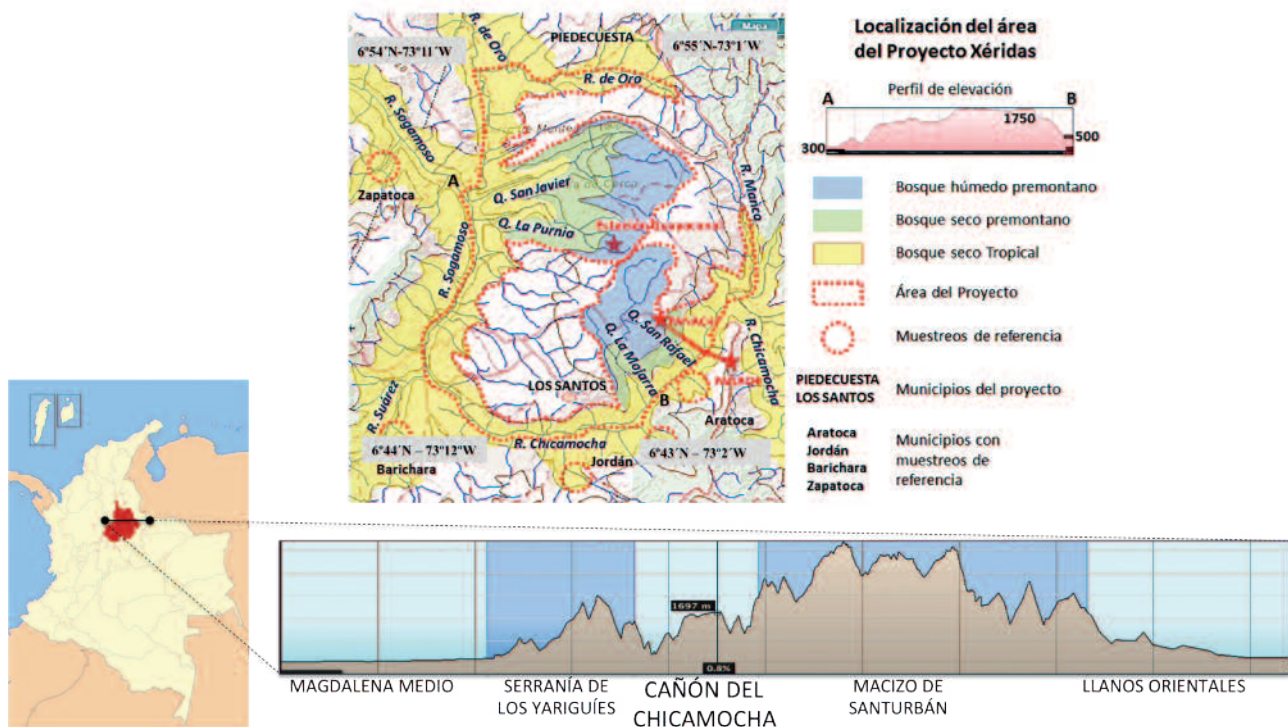 Mapa
6°54´N-73°11´W
PIEDECUESTA
6°55´N-73°1´W
R. de Oro
R. de Oro
R. Sogamoso
Zapatoca
A
Q. San Javier
Q. La Purnia
R. Manco
R. Sogamoso
Q. San Rafael
Q. La Mojarra
R. Chicamocha
LOS SANTOS
B
R. Suárez
Aratoca
6°44´N – 73°12"W
R. Chicamocha
6°43´N – 73°2´W
Barichara
Jordán
Localización del área
del Proyecto Xéridas
Perfil de elevación
A
B
1750
500
300
Bosque húmedo premontano
Bosque seco premontano
Bosque seco Tropical
Área del Proyecto
Muestreos de referencia
PIEDECUESTA
LOS SANTOS
Municipios del proyecto
Aratoca
Jordán
Barichara
Zapatoca
Municipios con
muestreos de
referencia
1697 m
0.8%
MAGDALENA MEDIO
SERRANÍA DE
LOS YARIGUÍES
CAÑÓN DEL
CHICAMOCHA
MACIZO DE
SANTURBÁN
LLANOS ORIENTALES